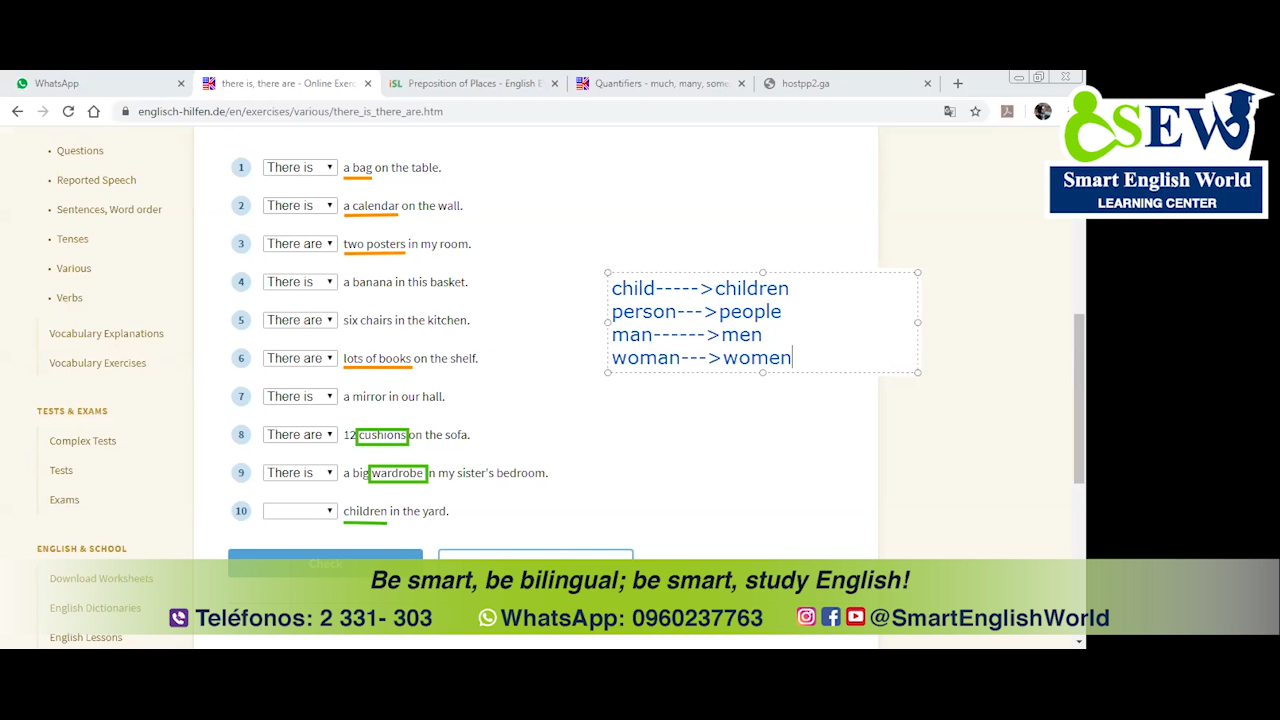 WhatsApp
there is, there are - Online Exerc
iSL Preposition of Places - English E
Quantifiers - much, many, some
hostpp2.ga
englisch-hilfen.de/en/exercises/various/there_is_there_are.htm
SEW
Smart English World
LEARNING CENTER
• Questions
• Reported Speech
• Sentences, Word order
• Tenses
• Various
• Verbs
Vocabulary Explanations
Vocabulary Exercises
TESTS & EXAMS
Complex Tests
Tests
Exams
ENGLISH & SCHOOL
Download Worksheets
English Dictionaries
English Lessons
1 There is a bag on the table.
2 There is a calendar on the wall.
3 There are two posters in my room.
4 There is a banana in this basket.
5 There are six chairs in the kitchen.
6 There are lots of books on the shelf.
7 There is a mirror in our hall.
8 There are 12 cushions on the sofa.
9 There is a big wardrobe in my sister's bedroom.
10 children in the yard.
Check
child----->children
person--->people
man------>men
woman--->women
Be smart, be bilingual; be smart, study English!
Teléfonos: 2 331- 303 WhatsApp: 0960237763 @SmartEnglishWorld